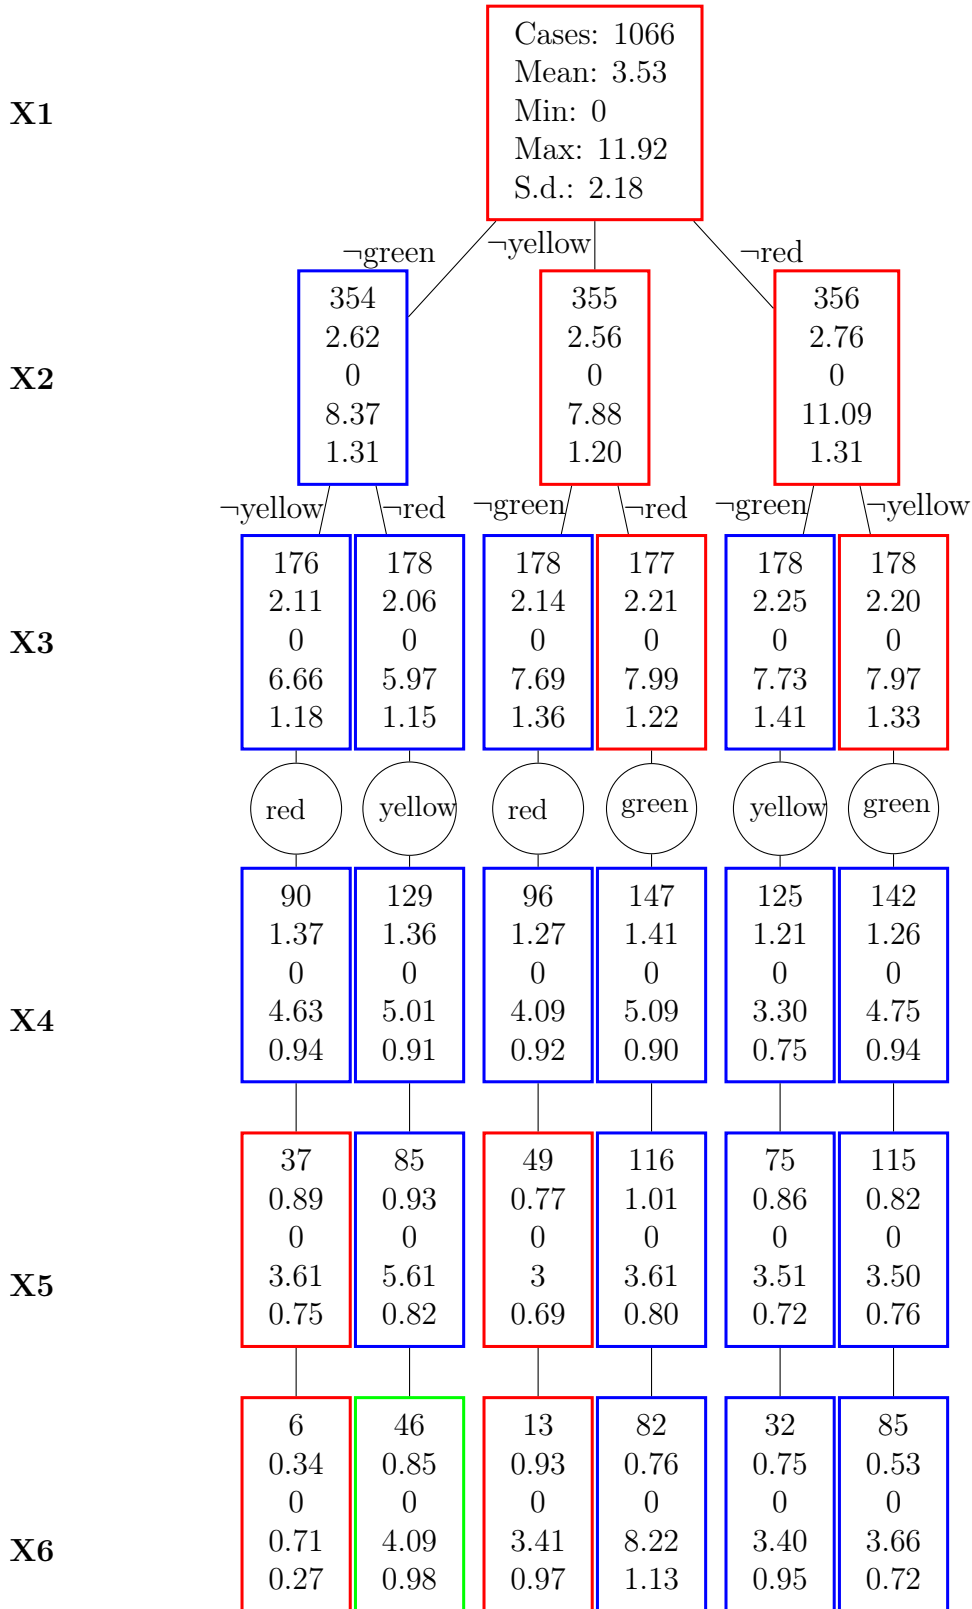 Cases: 1066
Mean: 3.53
Min: 0
Max: 11.92
S.d.: 2.18
X1
¬green ¬yellow ¬red
354 355 356
2.62 2.56 2.76
0 0 0
8.37 7.88 11.09
1.31 1.20 1.31
X2
¬yellow ¬red ¬green ¬red ¬green ¬yellow
176 178 178 177 178 178
2.11 2.06 2.14 2.21 2.25 2.20
0 0 0 0 0 0
6.66 5.97 7.69 7.99 7.73 7.97
1.18 1.15 1.36 1.22 1.41 1.33
X3
red yellow red green yellow green
90 129 96 147 125 142
1.37 1.36 1.27 1.41 1.21 1.26
0 0 0 0 0 0
4.63 5.01 4.09 5.09 3.30 4.75
0.94 0.91 0.92 0.90 0.75 0.94
X4
37 85 49 116 75 115
0.89 0.93 0.77 1.01 0.86 0.82
0 0 0 0 0 0
3.61 5.61 3 3.61 3.51 3.50
0.75 0.82 0.69 0.80 0.72 0.76
X5
6 46 13 82 32 85
0.34 0.85 0.93 0.76 0.75 0.53
0 0 0 0 0 0
0.71 4.09 3.41 8.22 3.40 3.66
0.27 0.98 0.97 1.13 0.95 0.72
X6